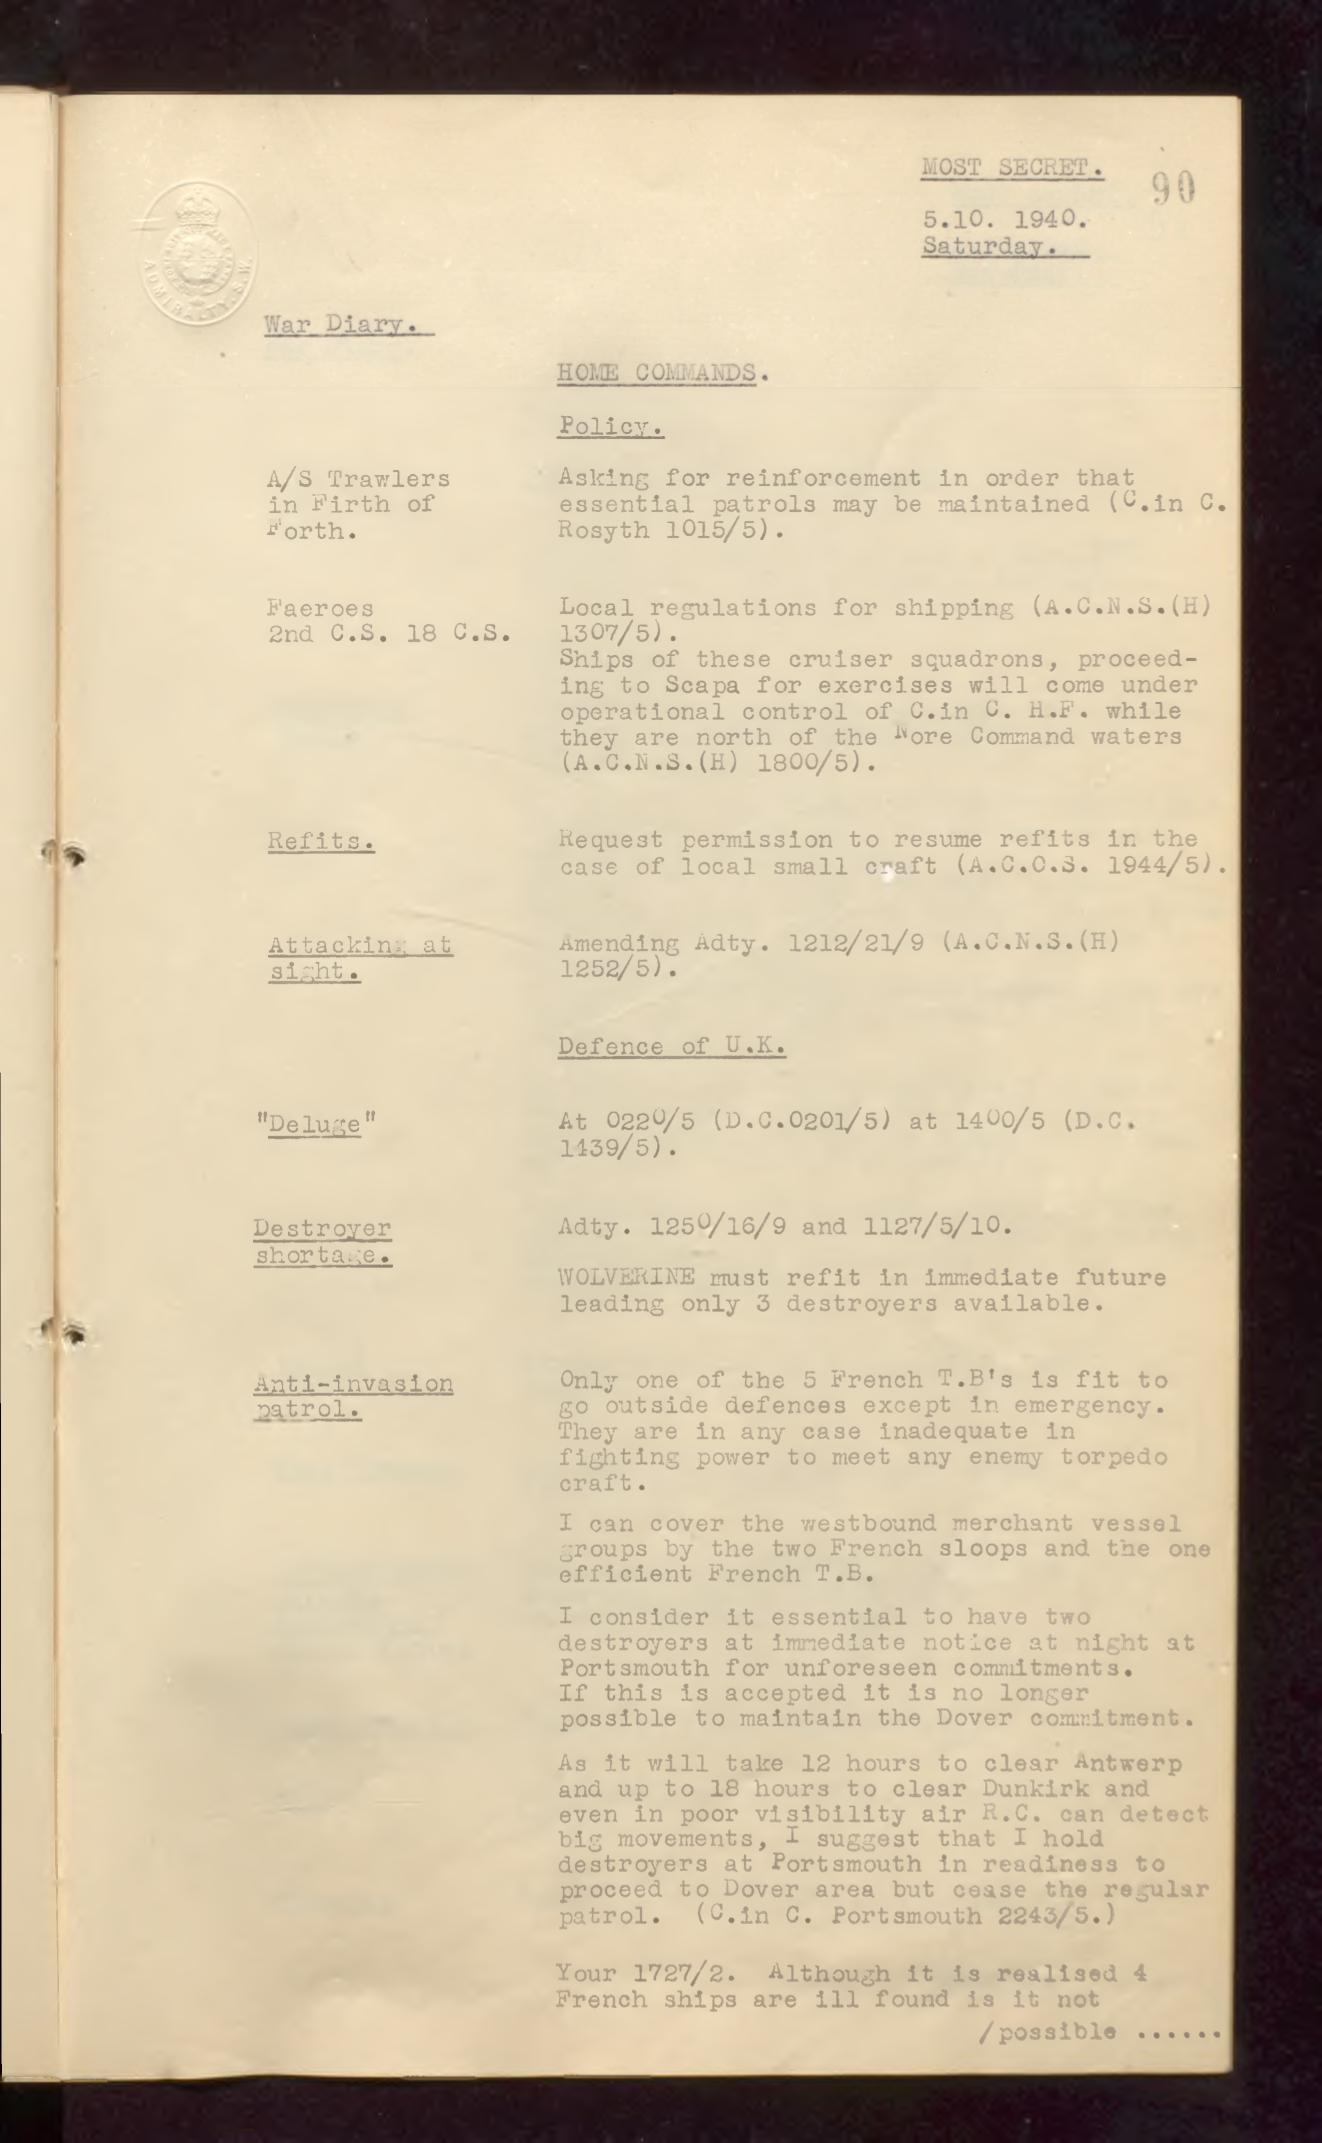 MOST SECRET.
90
5.10. 1940.
Saturday.
ADMIRALTY. S.W.
War Diary.
HOME COMMANDS.
Policy.
A/S Trawlers
in Firth of
Forth.
Asking for reinforcement in order that
essential patrols may be maintained (C.in C.
Rosyth 1015/5).
Faeroes
2nd C.S. 18 C.S.
Local regulations for shipping (A.C.N.S.(H)
1307/5).
Ships of these cruiser squadrons, proceed-
ing to Scapa for exercises will come under
operational control of C.in C. H.F. while
they are north of the Nore Command waters
(A.C.N.S.(H) 1800/5).
Refits.
Request permission to resume refits in the
case of local small craft (A.C.O.S. 1944/5).
Attacking at
sight.
Amending Adty. 1212/21/9 (A.C.N.S.(H)
1252/5).
Defence of U.K.
"Deluge"
At 0220/5 (D.C.0201/5) at 1400/5 (D.C.
1439/5).
Destroyer
shortage.
Adty. 1250/16/9 and 1127/5/10.
WOLVERINE must refit in immediate future
leading only 3 destroyers available.
Anti-invasion
patrol.
Only one of the 5 French T.B's is fit to
go outside defences except in emergency.
They are in any case inadequate in
fighting power to meet any enemy torpedo
craft.
I can cover the westbound merchant vessel
groups by the two French sloops and the one
efficient French T.B.
I consider it essential to have two
destroyers at immediate notice at night at
Portsmouth for unforeseen commitments.
If this is accepted it is no longer
possible to maintain the Dover commitment.
As it will take 12 hours to clear Antwerp
and up to 18 hours to clear Dunkirk and
even in poor visibility air R.C. can detect
big movements, I suggest that I hold
destroyers at Portsmouth in readiness to
proceed to Dover area but cease the regular
patrol. (C.in C. Portsmouth 2243/5.)
Your 1727/2. Although it is realised 4
French ships are ill found is it not
/possible ......